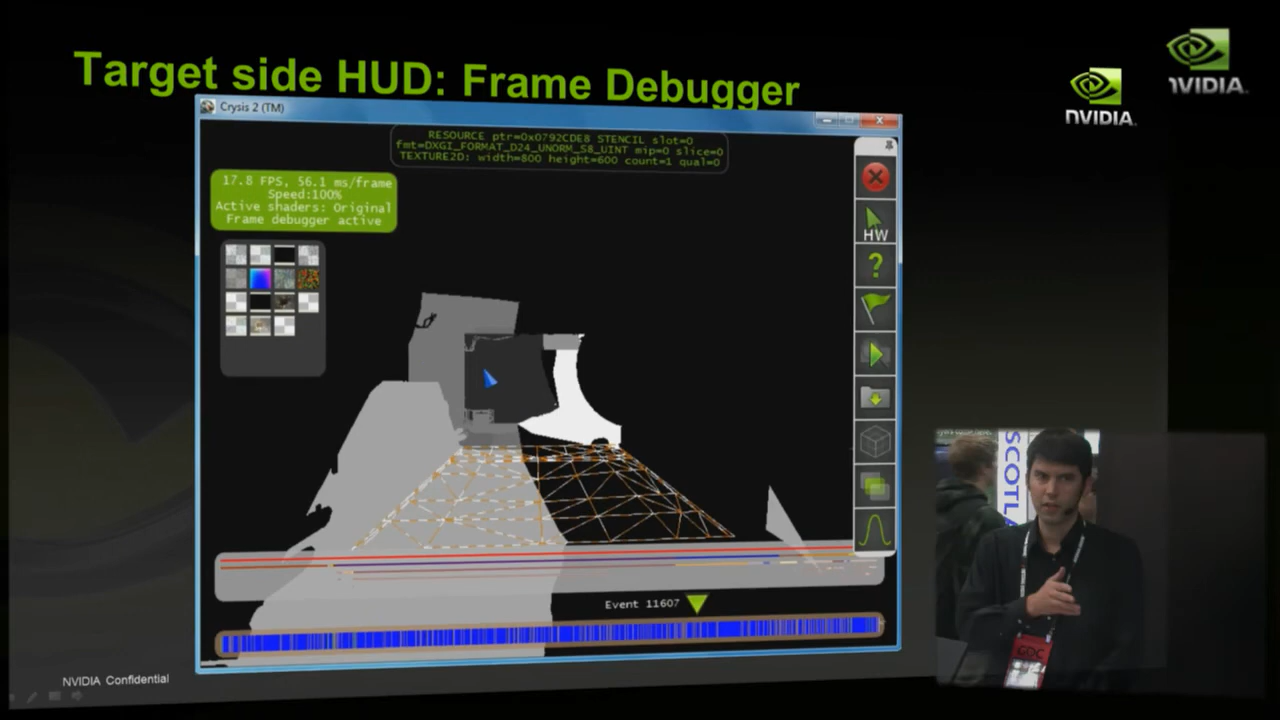 Target side HUD: Frame Debugger
NVIDIA.
NVIDIA.
Crysis 2 (TM)
RESOURCE ptr=0x0792CDE8 STENCIL slot=0
fmt=DXGI_FORMAT_D24_UNORM_S8_UINT mip=0 slice=0
TEXTURE2D: width=800 height=600 count=1 qual=0
17.8 FPS, 56.1 ms/frame
Speed:100%
Active shaders: Original
Frame debugger active
HW
?
Event 11607
SCOTLA
GDC
NVIDIA Confidential